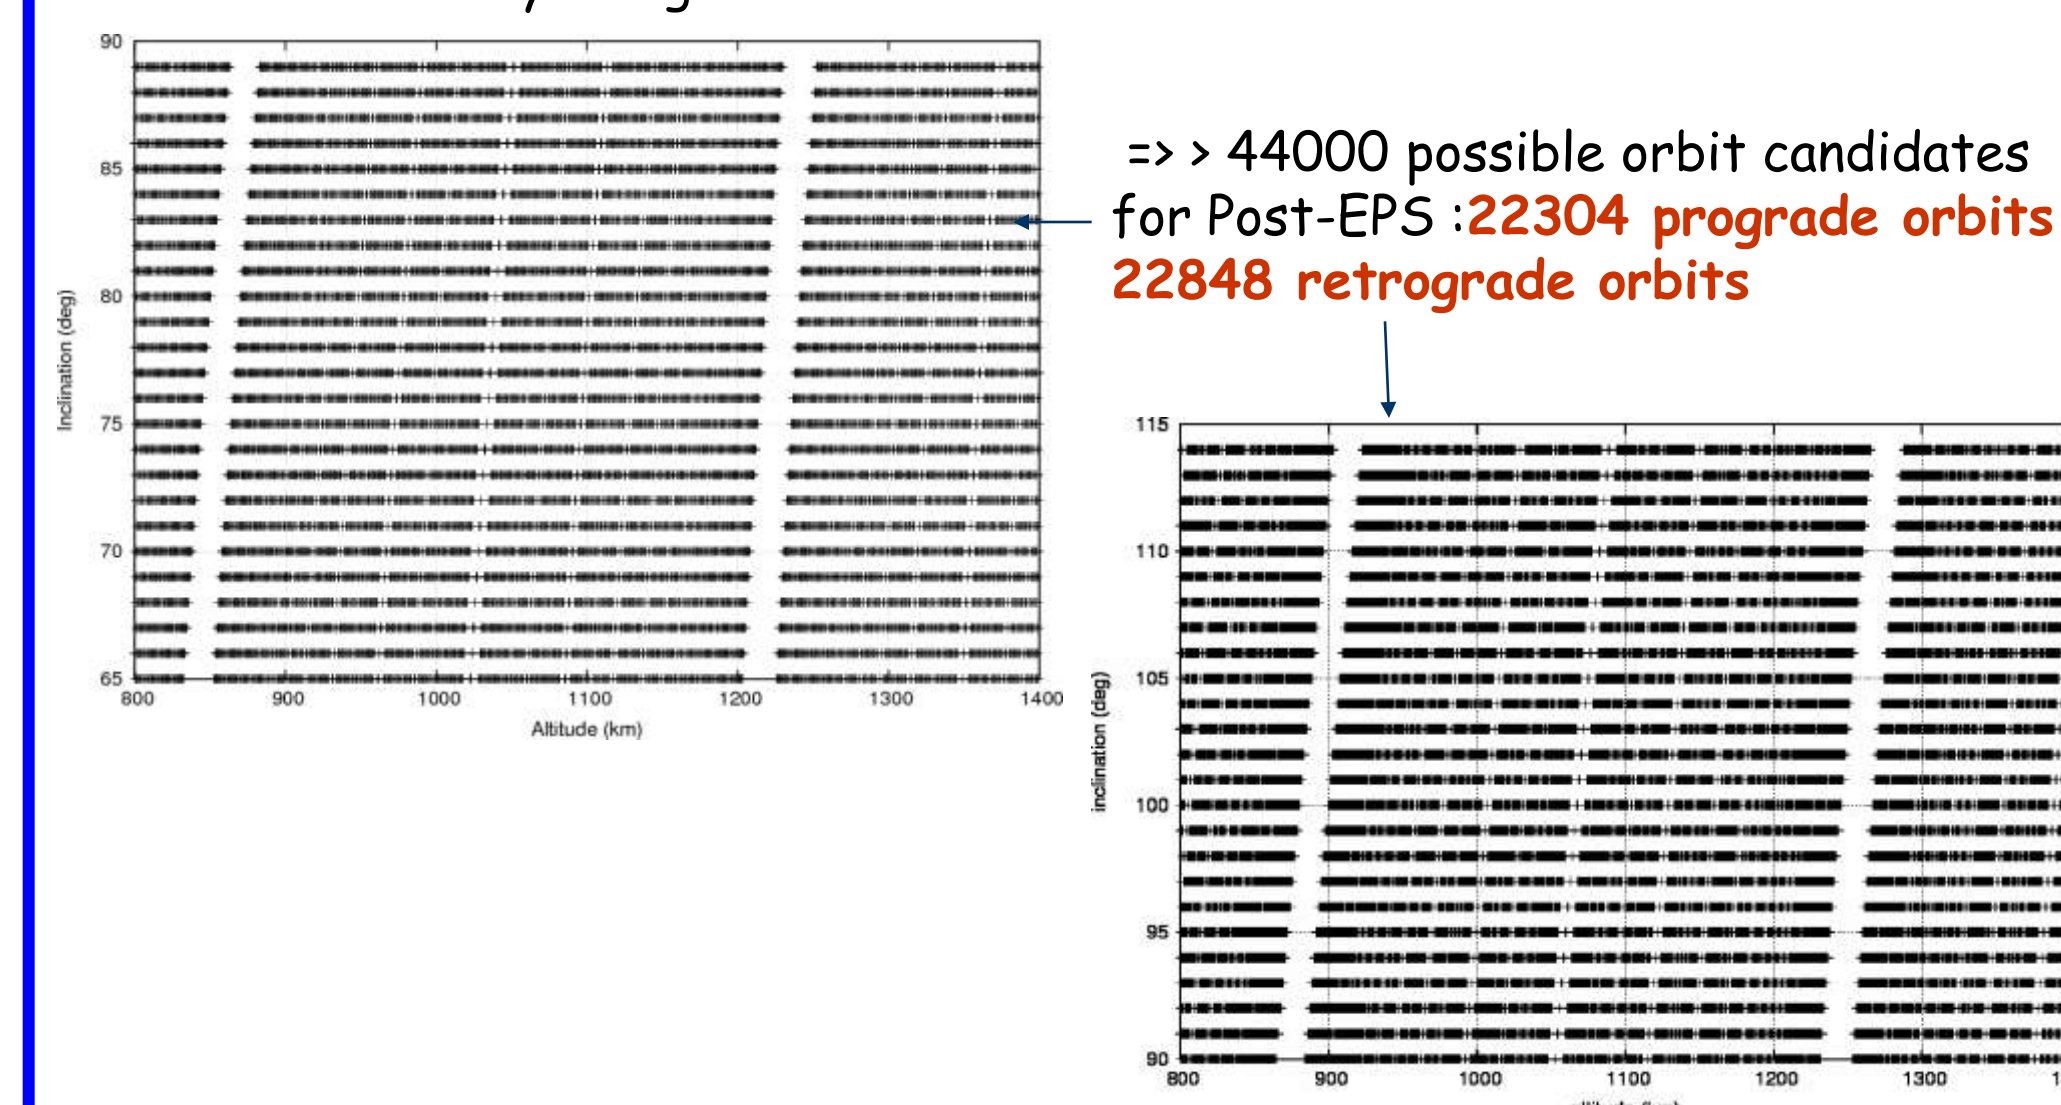 90
85
80
75
70
65
Inclination (deg)
800 900 1000 1100 1200 1300 1400
Altitude (km)
=> > 44000 possible orbit candidates
for Post-EPS :22304 prograde orbits
22848 retrograde orbits
115
110
105
100
95
90
inclination (deg)
800 900 1000 1100 1200 1300